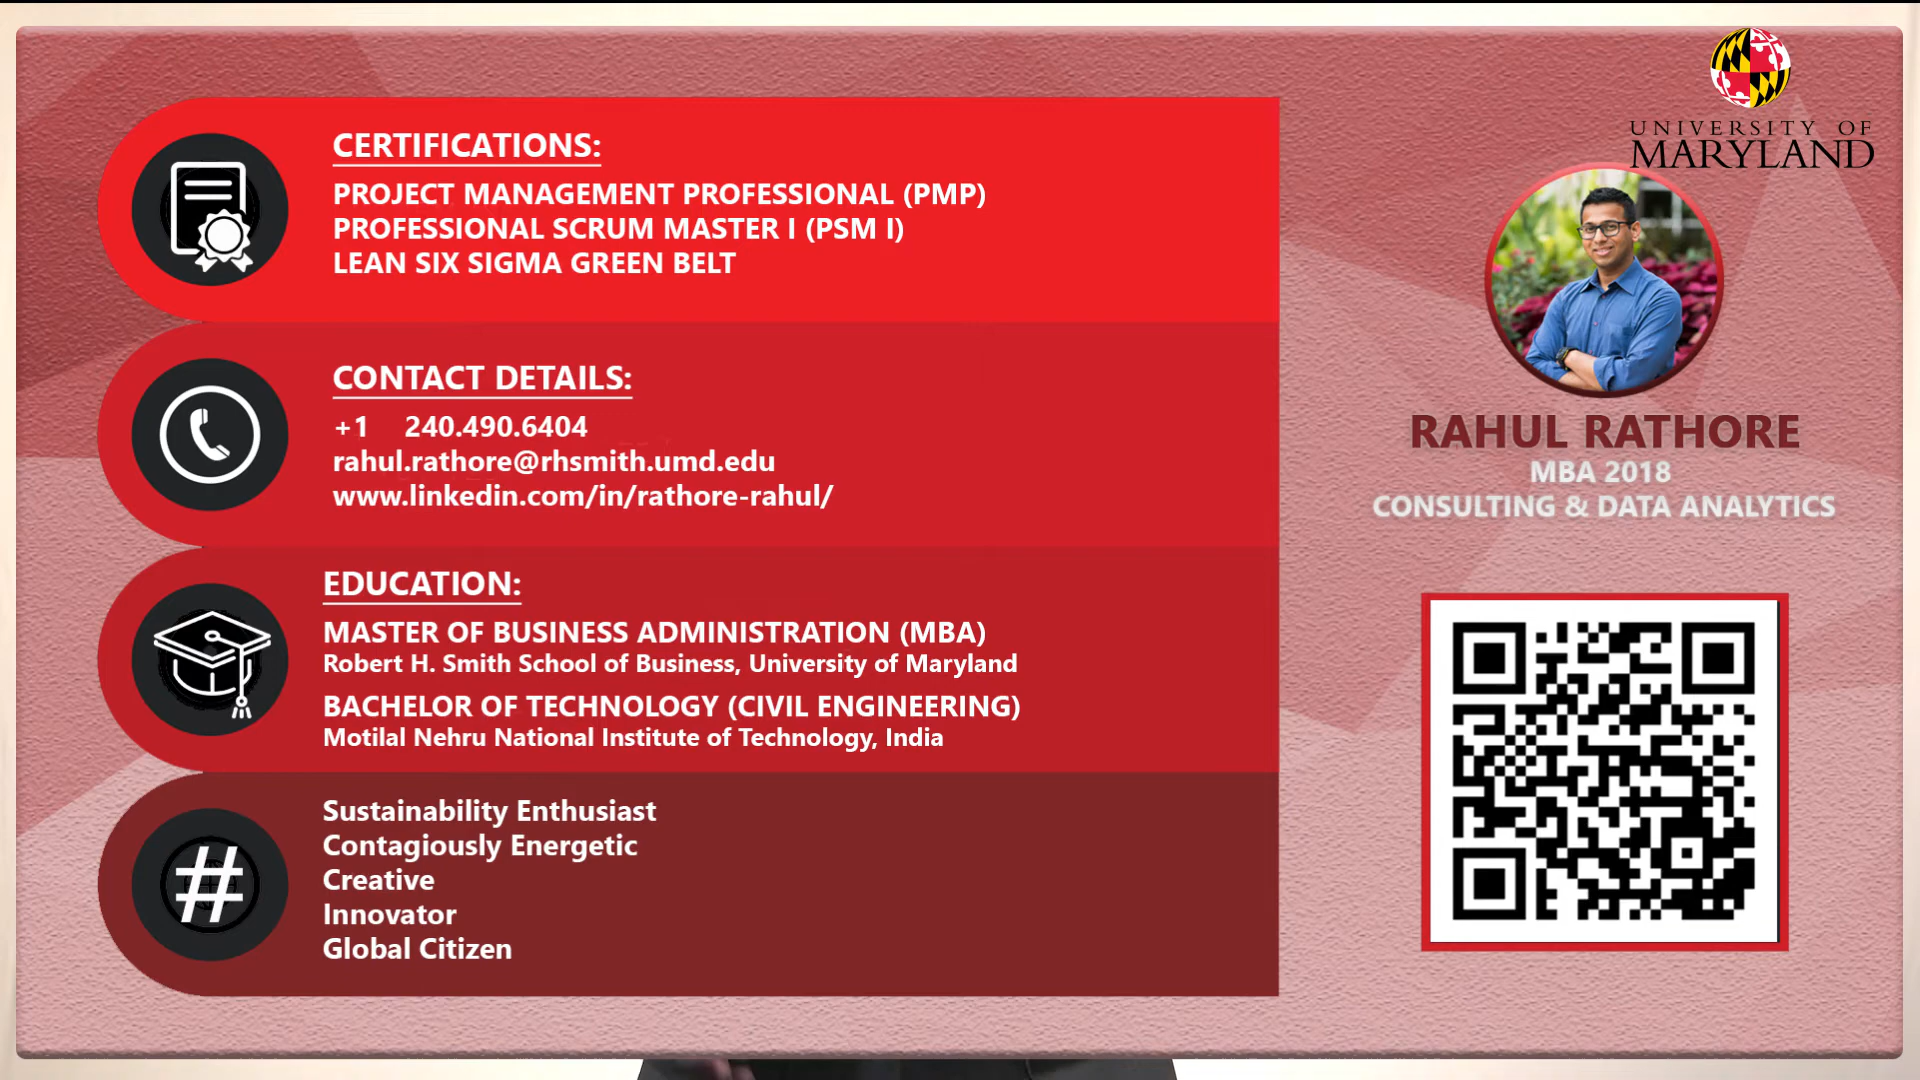 UNIVERSITY OF
MARYLAND
CERTIFICATIONS:
PROJECT MANAGEMENT PROFESSIONAL (PMP)
PROFESSIONAL SCRUM MASTER I (PSM I)
LEAN SIX SIGMA GREEN BELT
CONTACT DETAILS:
+1 240.490.6404
rahul.rathore@rhsmith.umd.edu
www.linkedin.com/in/rathore-rahul/
EDUCATION:
MASTER OF BUSINESS ADMINISTRATION (MBA)
Robert H. Smith School of Business, University of Maryland
BACHELOR OF TECHNOLOGY (CIVIL ENGINEERING)
Motilal Nehru National Institute of Technology, India
#
Sustainability Enthusiast
Contagiously Energetic
Creative
Innovator
Global Citizen
RAHUL RATHORE
MBA 2018
CONSULTING & DATA ANALYTICS